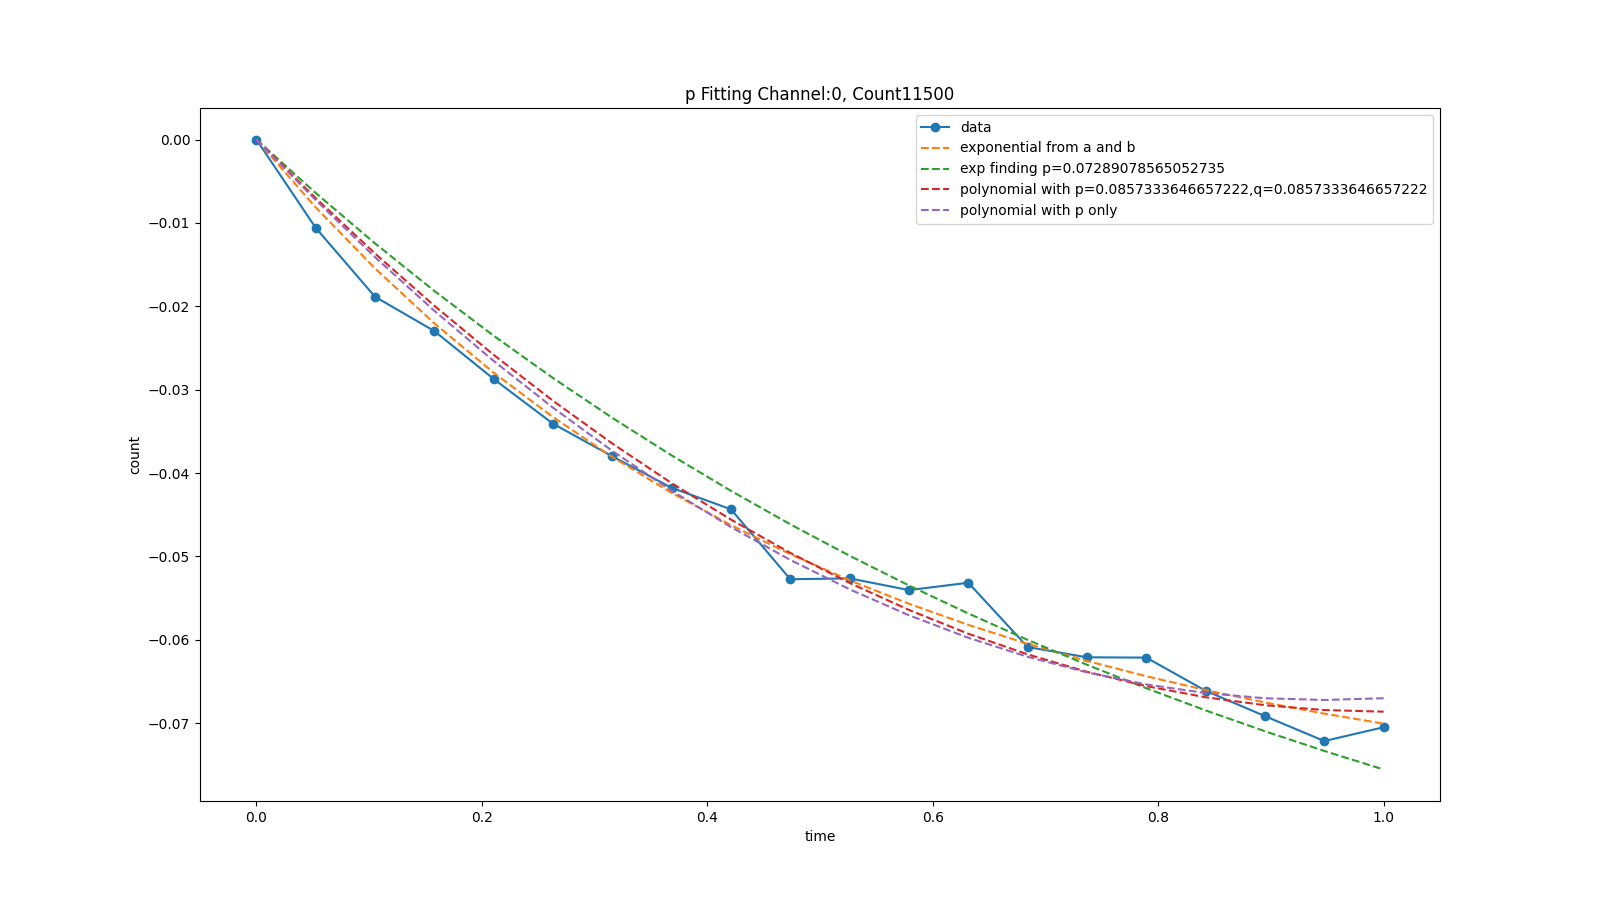 p Fitting Channel:0, Count11500
data
exponential from a and b
exp finding p=0.07289078565052735
polynomial with p=0.0857333646657222,q=0.0857333646657222
polynomial with p only
0.00
−0.01
−0.02
−0.03
−0.04
−0.05
−0.06
−0.07
count
0.0 0.2 0.4 0.6 0.8 1.0
time